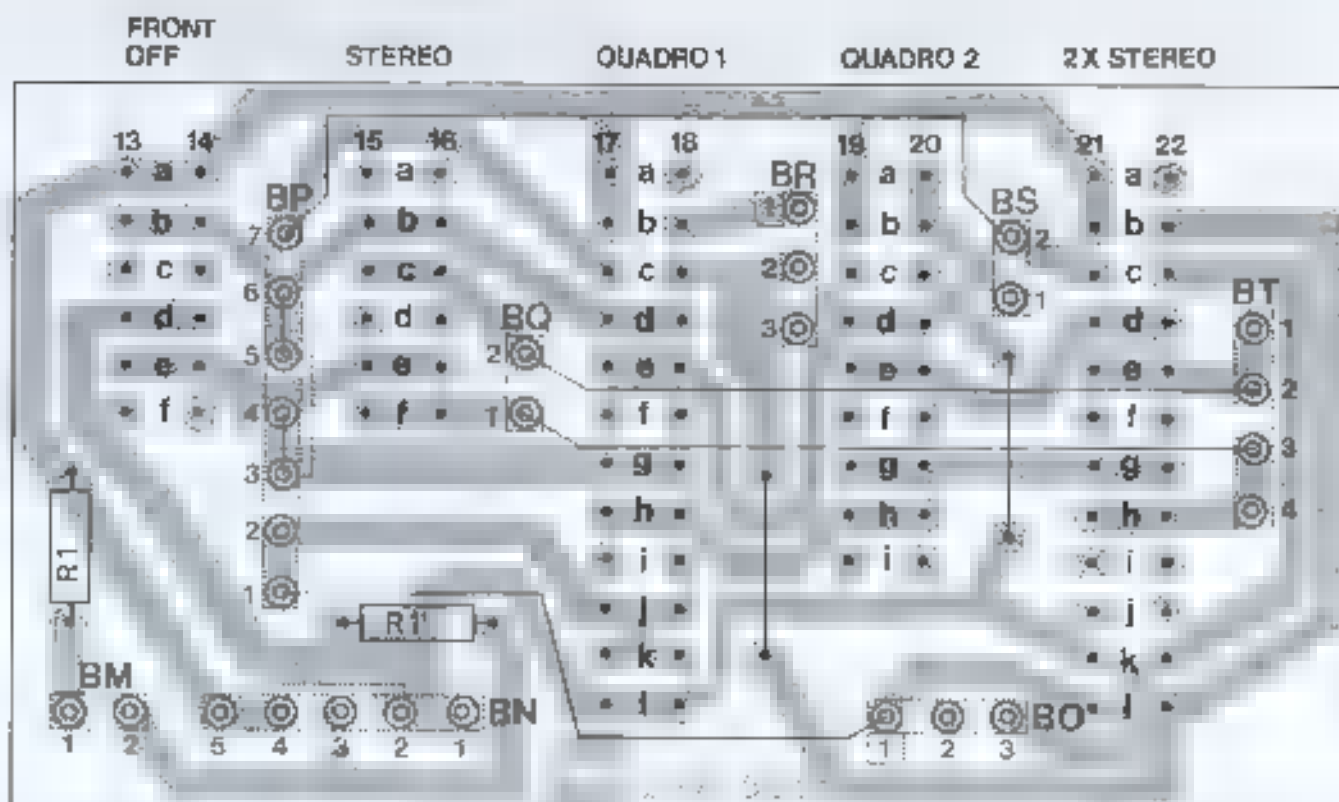 FRONT
OFF STEREO QUADRO 1 QUADRO 2 2X STEREO
13 14 15 16 17 18 19 20 21 22
a a a a a
BP BR BS
b b b b b
7 1 2
c c c c c
6 2 1 BT
d d d d d
BQ 3 1
5 2
e e e e e
2
f f f f f
4 1
3
g g g g
3
h h h h
2 4
R1 i i i
1
j j
R1'
k k
BM
l l
BN BO
1 2 5 4 3 2 1 1 2 3